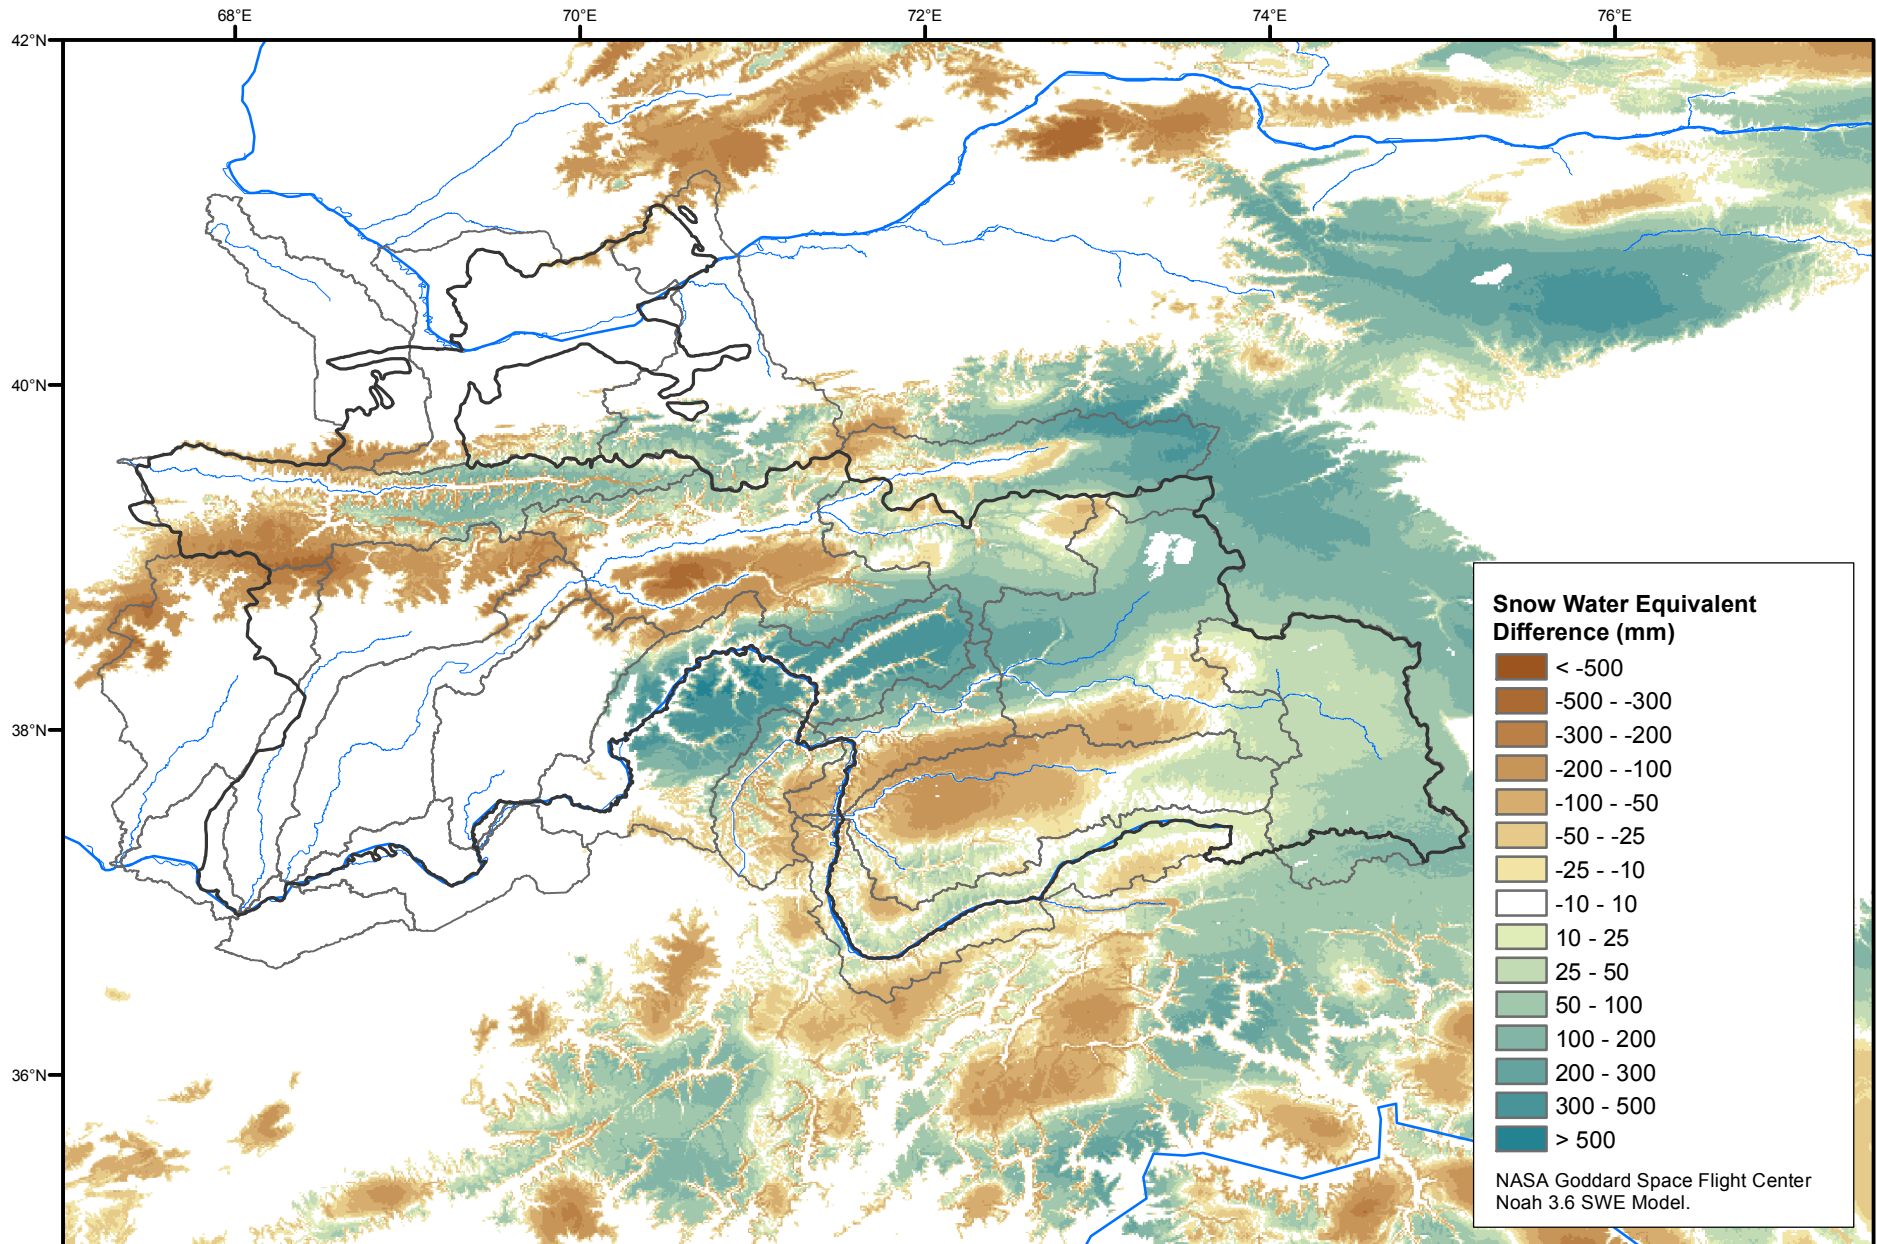 68°E
70°E
72°E
74°E
76°E
42°N
40°N
38°N
36°N
Snow Water Equivalent
Difference (mm)
< -500
-500 - -300
-300 - -200
-200 - -100
-100 - -50
-50 - -25
-25 - -10
-10 - 10
10 - 25
25 - 50
50 - 100
100 - 200
200 - 300
300 - 500
> 500
NASA Goddard Space Flight Center
Noah 3.6 SWE Model.